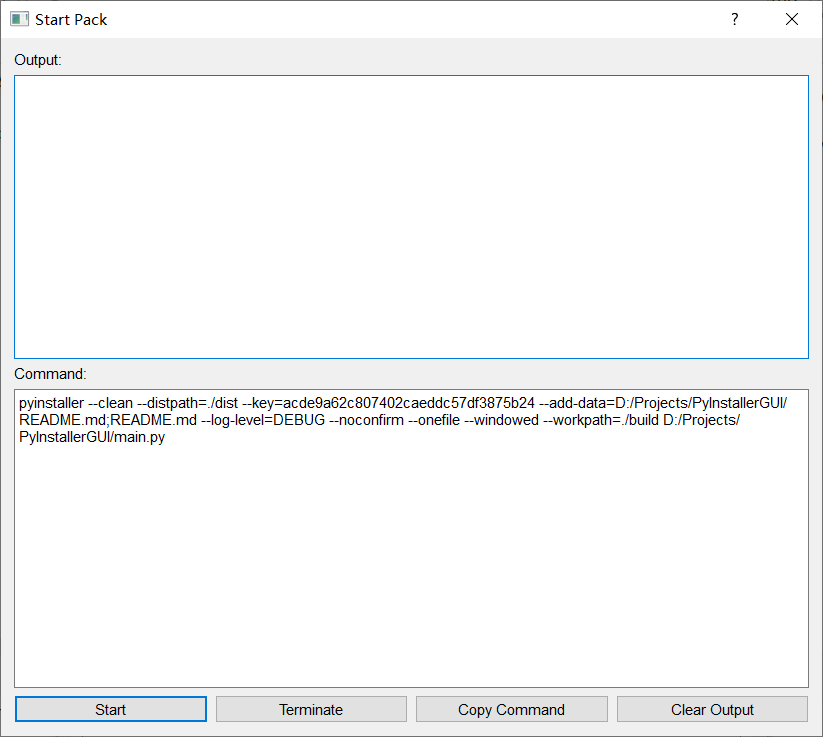 Start Pack
?
Output:
Command:
pyinstaller --clean --distpath=./dist --key=acde9a62c807402caeddc57df3875b24 --add-data=D:/Projects/PyInstallerGUI/
README.md;README.md --log-level=DEBUG --noconfirm --onefile --windowed --workpath=./build D:/Projects/
PyInstallerGUI/main.py
Start
Terminate
Copy Command
Clear Output